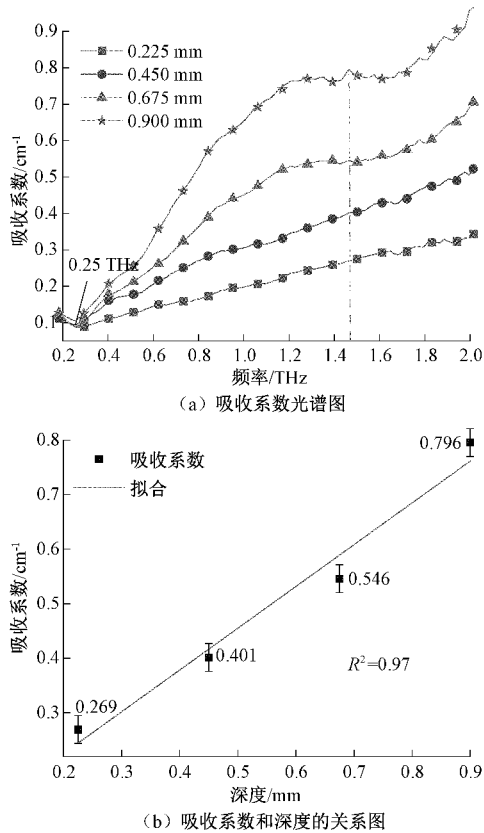 0.9
0.8
0.7
0.6
0.5
0.4
0.3
0.2
0.1
吸收系数/cm⁻¹
0.225 mm
0.450 mm
0.675 mm
0.900 mm
0.25 THz
0.2 0.4 0.6 0.8 1.0 1.2 1.4 1.6 1.8 2.0
频率/THz
（a）吸收系数光谱图
0.8
0.7
0.6
0.5
0.4
0.3
吸收系数/cm⁻¹
吸收系数
拟合
0.796
0.546
0.401
0.269
R²=0.97
0.2 0.3 0.4 0.5 0.6 0.7 0.8 0.9
深度/mm
（b）吸收系数和深度的关系图